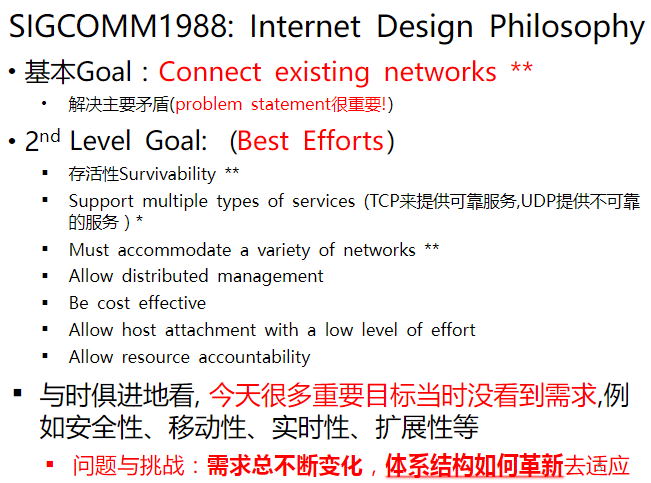 SIGCOMM1988: Internet Design Philosophy
• 基本Goal：Connect existing networks **
• 解决主要矛盾(problem statement很重要!)
• 2nd Level Goal: (Best Efforts)
▪ 存活性Survivability **
▪ Support multiple types of services (TCP来提供可靠服务,UDP提供不可靠
的服务) *
▪ Must accommodate a variety of networks **
▪ Allow distributed management
▪ Be cost effective
▪ Allow host attachment with a low level of effort
▪ Allow resource accountability
▪ 与时俱进地看, 今天很多重要目标当时没看到需求,例
如安全性、移动性、实时性、扩展性等
▪ 问题与挑战：需求总不断变化，体系结构如何革新去适应